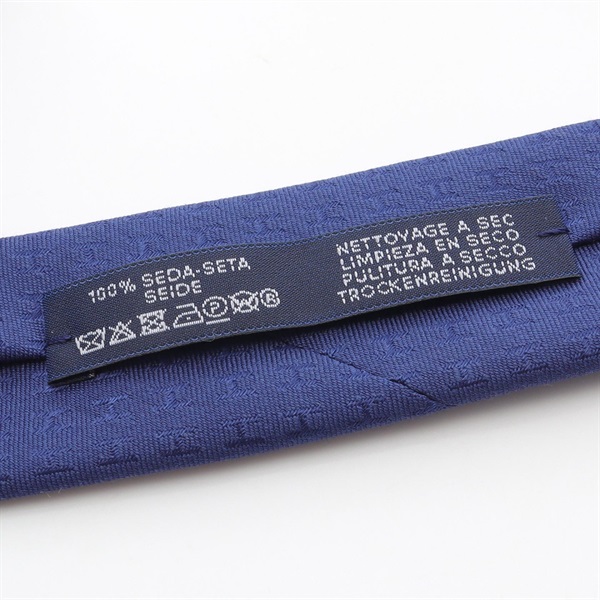 100% SEDA-SETA
SEIDE
P W ®
NETTOYAGE A SEC
LIMPIEZA EN SECO
PULITURA A SECCO
TROCKENREINIGUNG